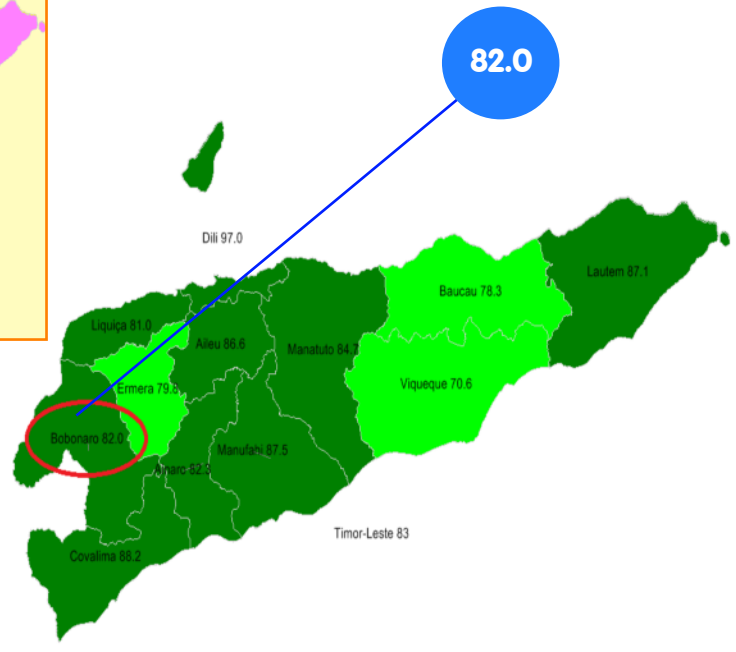 82.0
Dili 97.0
Lautem 87.1
Baucau 78.3
Liquiça 81.0
Aileu 86.6
Manatuto 84.7
Viqueque 70.6
Ermera 79.8
Bobonaro 82.0
Manufahi 87.5
Ainaro 82.3
Timor-Leste 83
Covalima 88.2